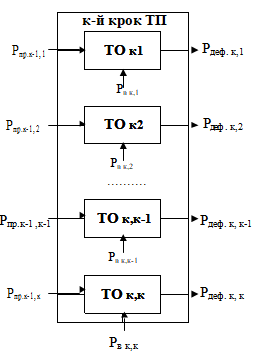 к-й крок ТП
Рпр.к-1,1 ТО к1 Рдеф. к,1
Рв к,1
Рпр.к-1,2 ТО к2 Рдеф. к,2
Рв к,2
..........
Рпр.к-1 ,к-1 ТО к,к-1 Рдеф. к, к-1
Рв к,к-1
Рпр.к-1,к ТО к,к Рдеф. к, к
Рв к,к